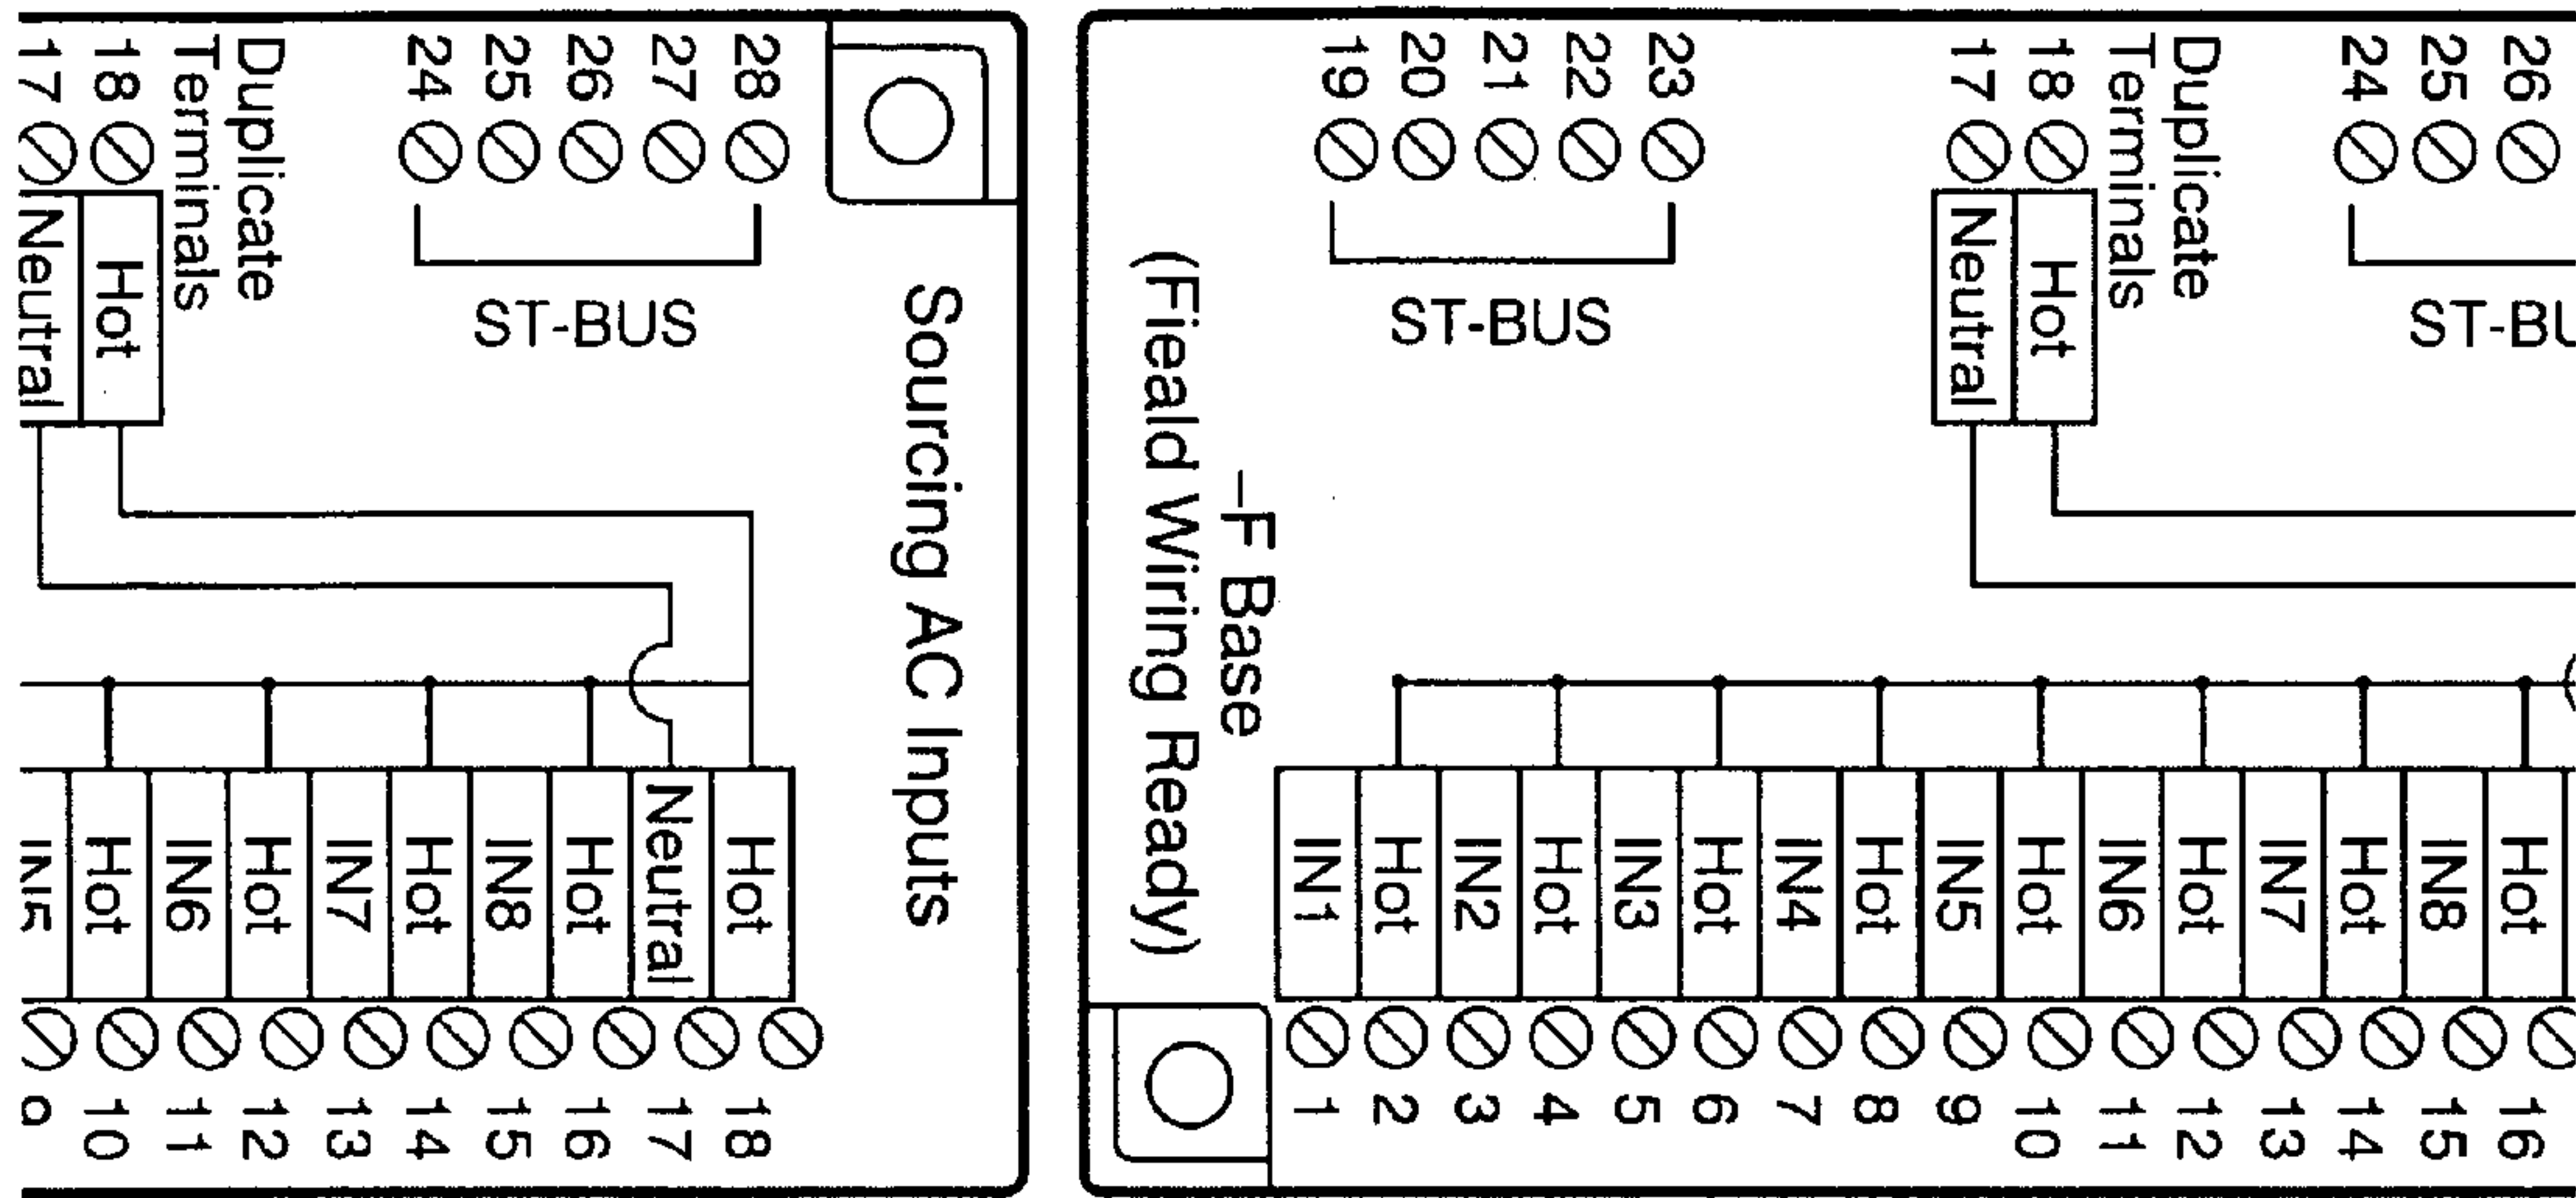 17
18
Duplicate
Terminals
24
25
26
27
28
Neutral
Hot
ST-BUS
Sourcing AC Inputs
Hot
IN6
Hot
IN7
Hot
IN8
Hot
Neutral
Hot
10
11
12
13
14
15
16
17
18
19
20
21
22
23
17
18
Duplicate
Terminals
24
25
26
ST-BUS
Neutral
Hot
ST-BU
–F Base
(Fieald Wiring Ready)
IN1
Hot
IN2
Hot
IN3
Hot
IN4
Hot
IN5
Hot
IN6
Hot
IN7
Hot
IN8
Hot
1
2
3
4
5
6
7
8
9
10
11
12
13
14
15
16